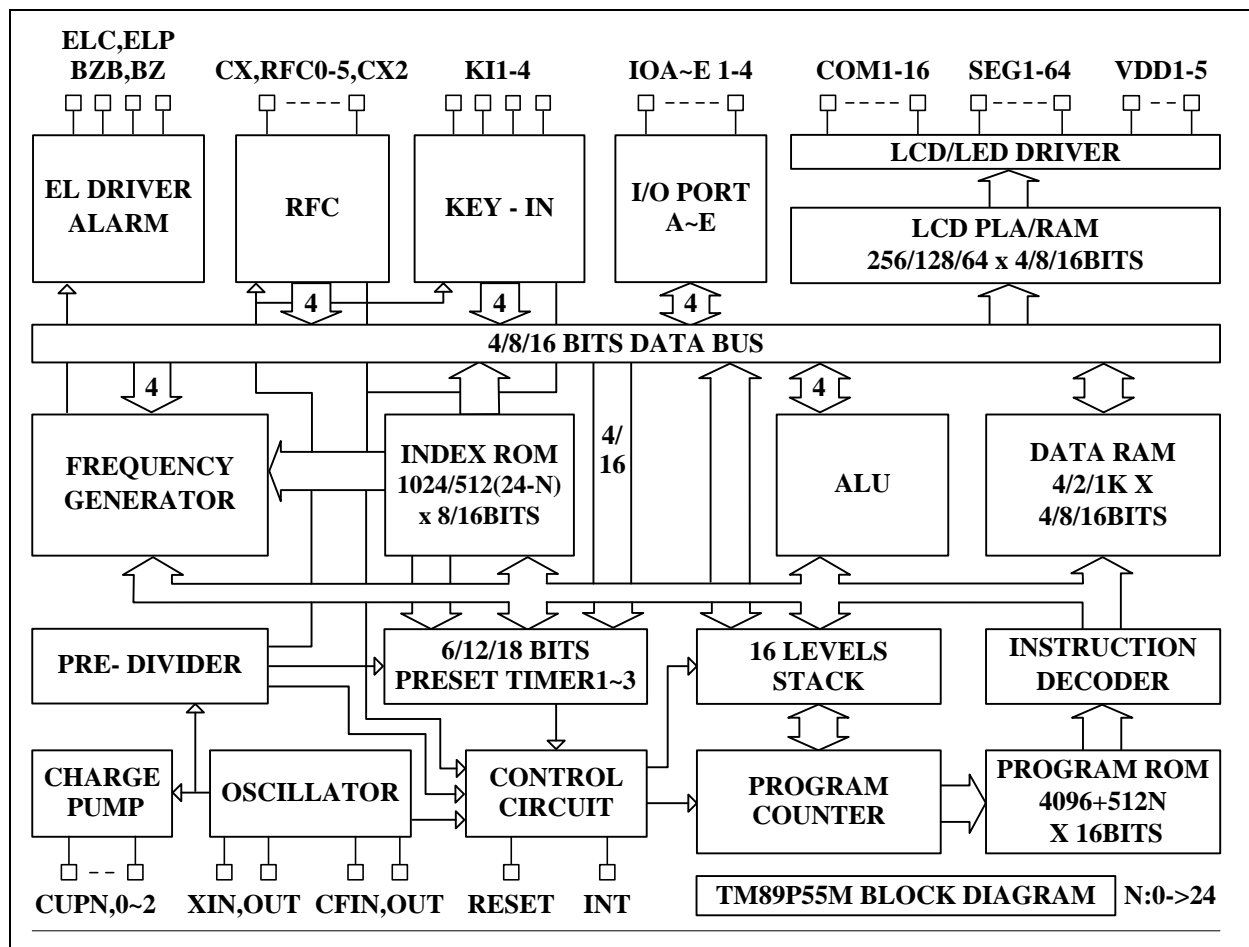 ELC,ELP
BZB,BZ
CX,RFC0-5,CX2
KI1-4
IOA~E 1-4
COM1-16
SEG1-64
VDD1-5
EL DRIVER
ALARM
RFC
KEY - IN
I/O PORT
A~E
LCD/LED DRIVER
LCD PLA/RAM
256/128/64 x 4/8/16BITS
4
4
4
4/8/16 BITS DATA BUS
4
4
4/
16
FREQUENCY
GENERATOR
INDEX ROM
1024/512(24-N)
x 8/16BITS
ALU
DATA RAM
4/2/1K X
4/8/16BITS
PRE- DIVIDER
6/12/18 BITS
PRESET TIMER1~3
16 LEVELS
STACK
INSTRUCTION
DECODER
CHARGE
PUMP
OSCILLATOR
CONTROL
CIRCUIT
PROGRAM
COUNTER
PROGRAM ROM
4096+512N
X 16BITS
CUPN,0~2
XIN,OUT
CFIN,OUT
RESET
INT
TM89P55M BLOCK DIAGRAM
N:0->24